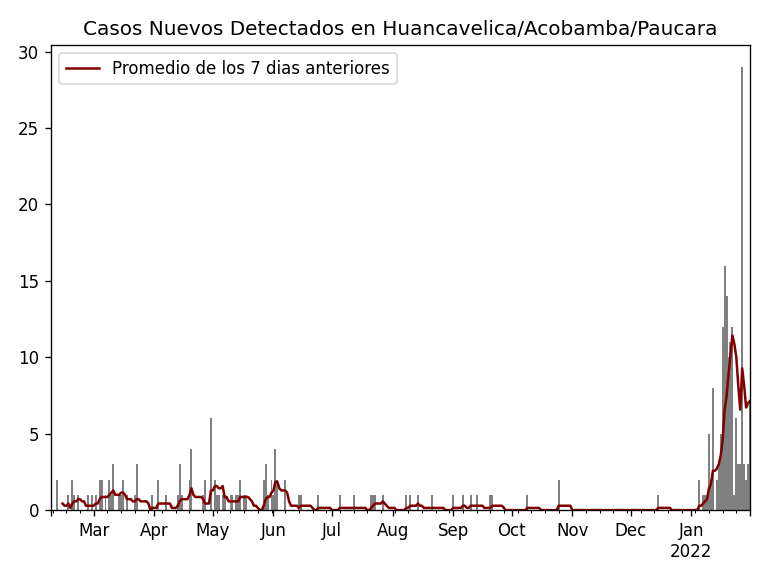 Casos Nuevos Detectados en Huancavelica/Acobamba/Paucara
Promedio de los 7 dias anteriores
30
25
20
15
10
5
0
Mar Apr May Jun Jul Aug Sep Oct Nov Dec Jan
2022